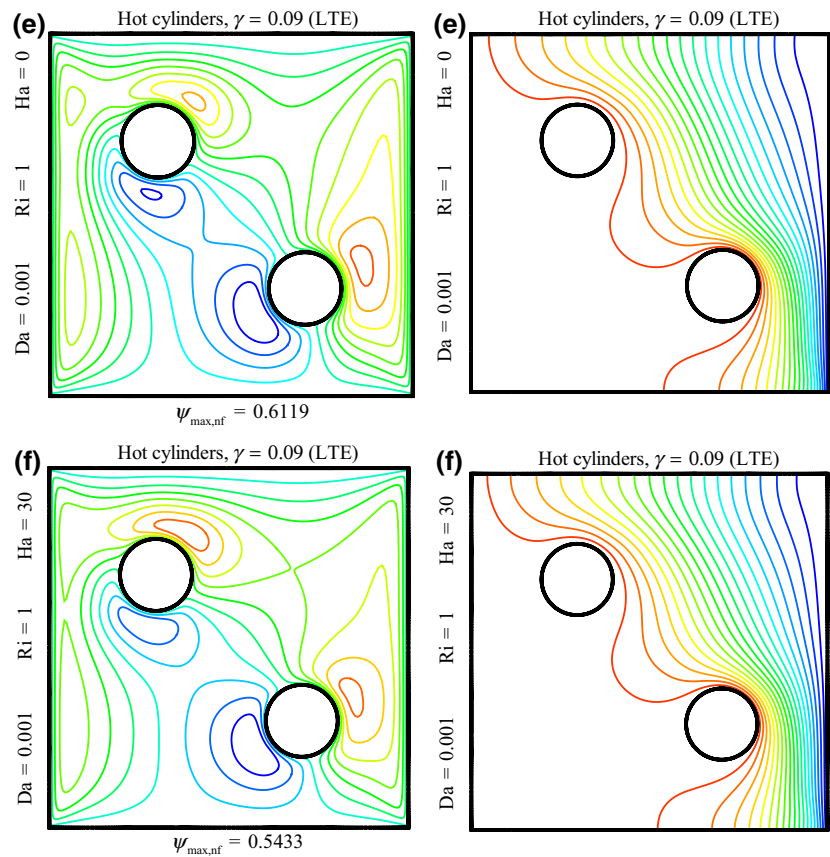 (e)
Hot cylinders, γ = 0.09 (LTE)
Da = 0.001 Ri = 1 Ha = 0
ψmax,nf = 0.6119
(e)
Hot cylinders, γ = 0.09 (LTE)
Da = 0.001 Ri = 1 Ha = 0
(f)
Hot cylinders, γ = 0.09 (LTE)
Da = 0.001 Ri = 1 Ha = 30
ψmax,nf = 0.5433
(f)
Hot cylinders, γ = 0.09 (LTE)
Da = 0.001 Ri = 1 Ha = 30